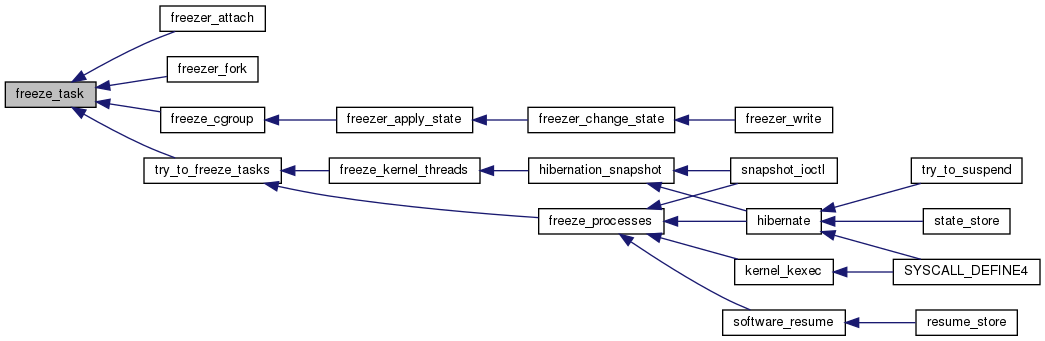 freezer_attach
freezer_fork
freeze_task
freeze_cgroup
freezer_apply_state
freezer_change_state
freezer_write
try_to_freeze_tasks
freeze_kernel_threads
hibernation_snapshot
snapshot_ioctl
try_to_suspend
freeze_processes
hibernate
state_store
kernel_kexec
SYSCALL_DEFINE4
software_resume
resume_store